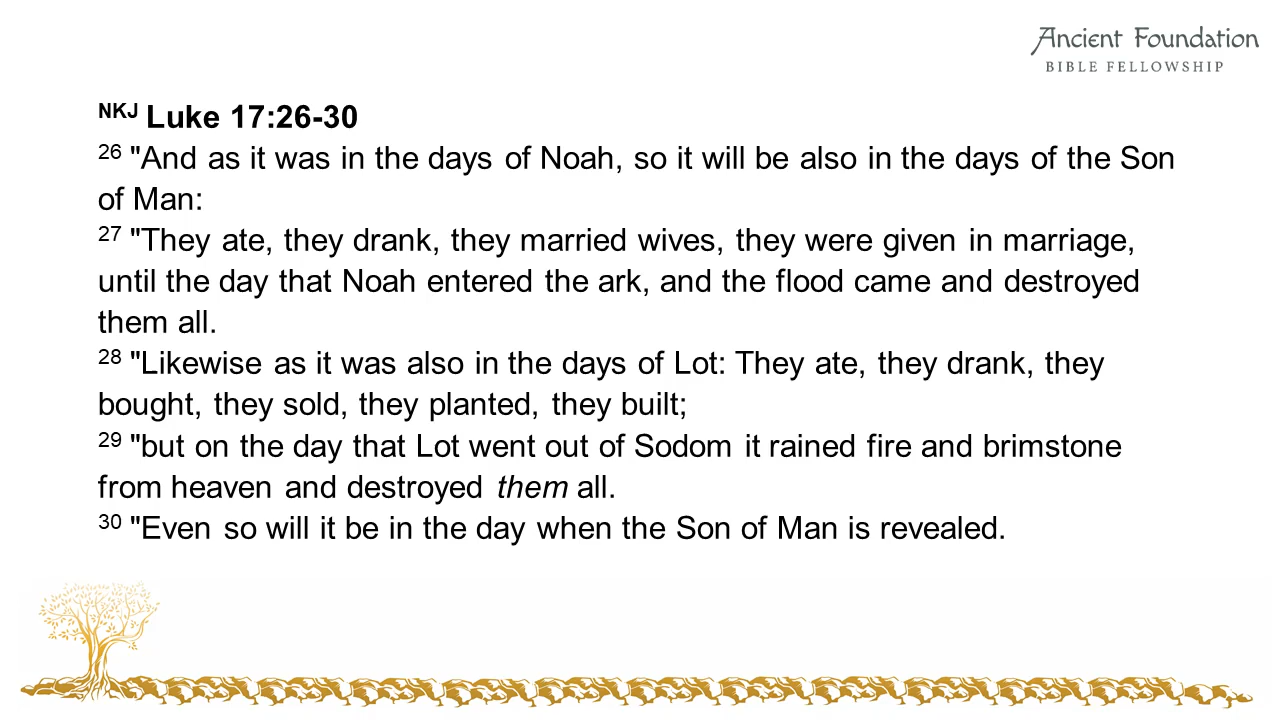 Ancient Foundation
BIBLE FELLOWSHIP
NKJ Luke 17:26-30
26 "And as it was in the days of Noah, so it will be also in the days of the Son
of Man:
27 "They ate, they drank, they married wives, they were given in marriage,
until the day that Noah entered the ark, and the flood came and destroyed
them all.
28 "Likewise as it was also in the days of Lot: They ate, they drank, they
bought, they sold, they planted, they built;
29 "but on the day that Lot went out of Sodom it rained fire and brimstone
from heaven and destroyed them all.
30 "Even so will it be in the day when the Son of Man is revealed.